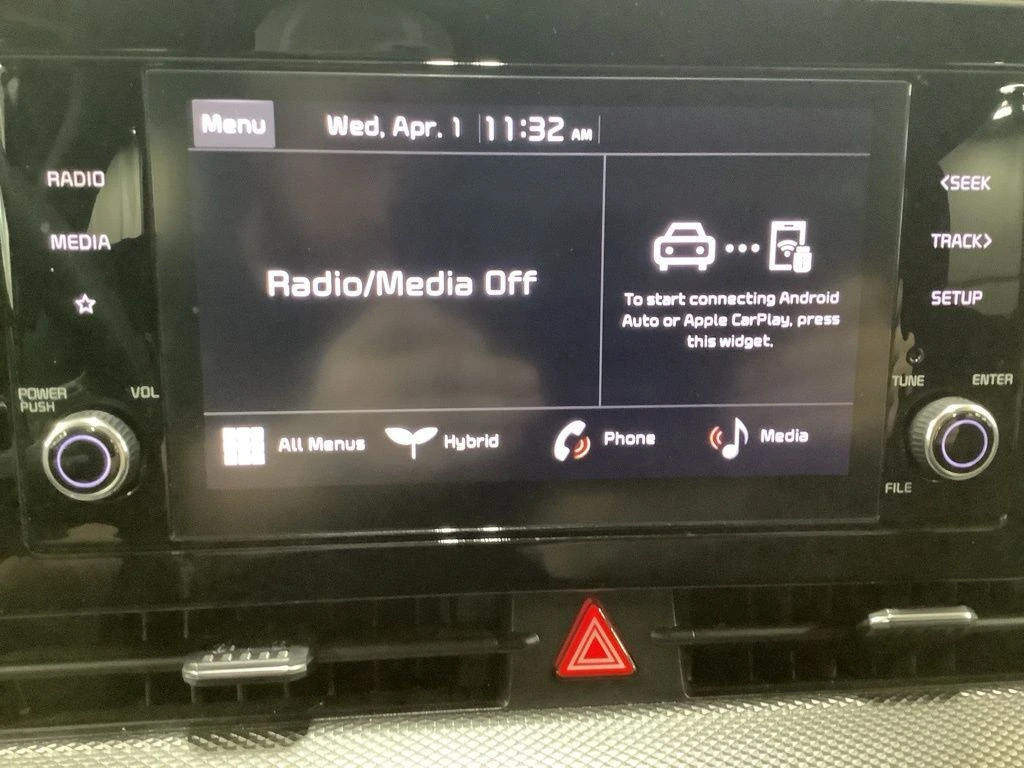 Menu
Wed, Apr. 1
11:32 AM
RADIO
MEDIA
POWER
PUSH
VOL
Radio/Media Off
To start connecting Android
Auto or Apple CarPlay, press
this widget.
All Menus
Hybrid
Phone
Media
<SEEK
TRACK>
SETUP
TUNE
ENTER
FILE